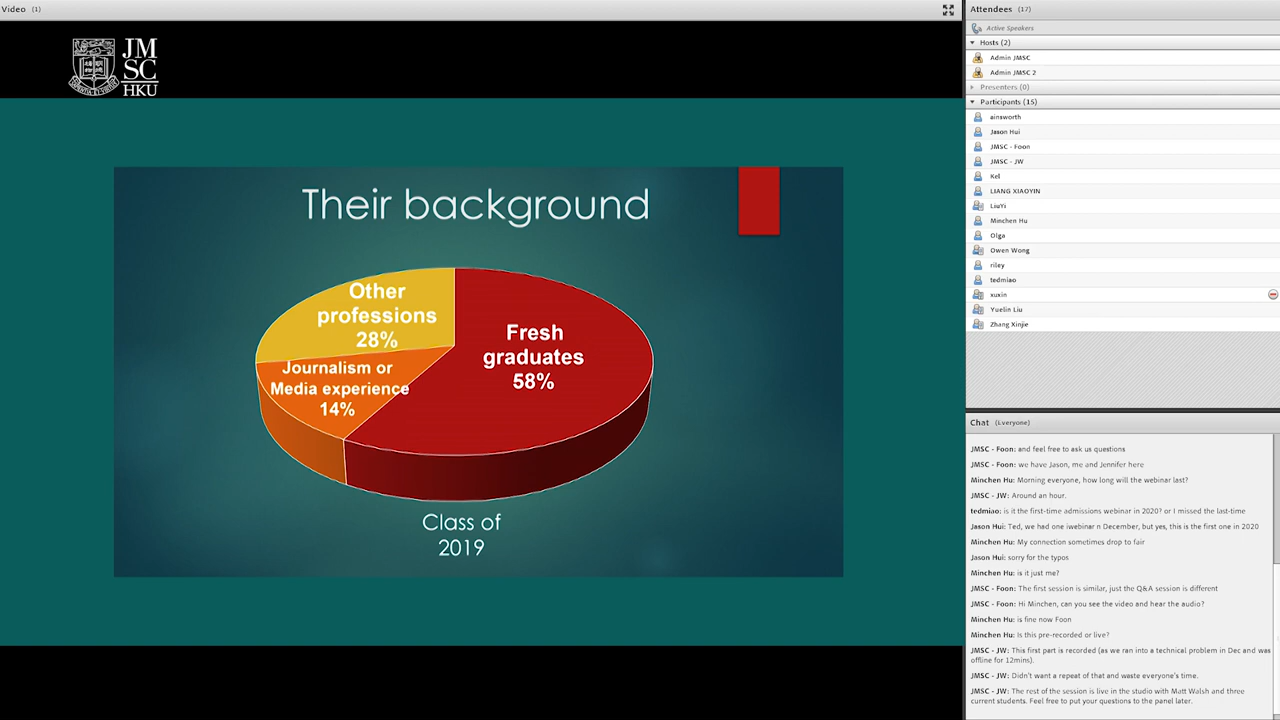 Video (1)
JM
SC
HKU
Their background
Other
professions
28%
Fresh
graduates
58%
Journalism or
Media experience
14%
Class of
2019
Attendees (17)
Active Speakers
Hosts (2)
Admin JMSC
Admin JMSC 2
Presenters (0)
Participants (15)
ainsworth
Jason Hui
JMSC - Foon
JMSC - JW
Kel
LIANG XIAOYIN
LiuYi
Minchen Hu
Olga
Owen Wong
riley
tedmiao
xuxin
Yuelin Liu
Zhang Xinjie
Chat (Everyone)
JMSC - Foon: and feel free to ask us questions
JMSC - Foon: we have Jason, me and Jennifer here
Minchen Hu: Morning everyone, how long will the webinar last?
JMSC - JW: Around an hour.
tedmiao: is it the first-time admissions webinar in 2020? or I missed the last-time
Jason Hui: Ted, we had one iwebinar n December, but yes, this is the first one in 2020
Minchen Hu: My connection sometimes drop to fair
Jason Hui: sorry for the typos
Minchen Hu: is it just me?
JMSC - Foon: The first session is similar, just the Q&A session is different
JMSC - Foon: Hi Minchen, can you see the video and hear the audio?
Minchen Hu: is fine now Foon
Minchen Hu: Is this pre-recorded or live?
JMSC - JW: This first part is recorded (as we ran into a technical problem in Dec and was
offline for 12mins).
JMSC - JW: Didn't want a repeat of that and waste everyone's time.
JMSC - JW: The rest of the session is live in the studio with Matt Walsh and three
current students. Feel free to put your questions to the panel later.